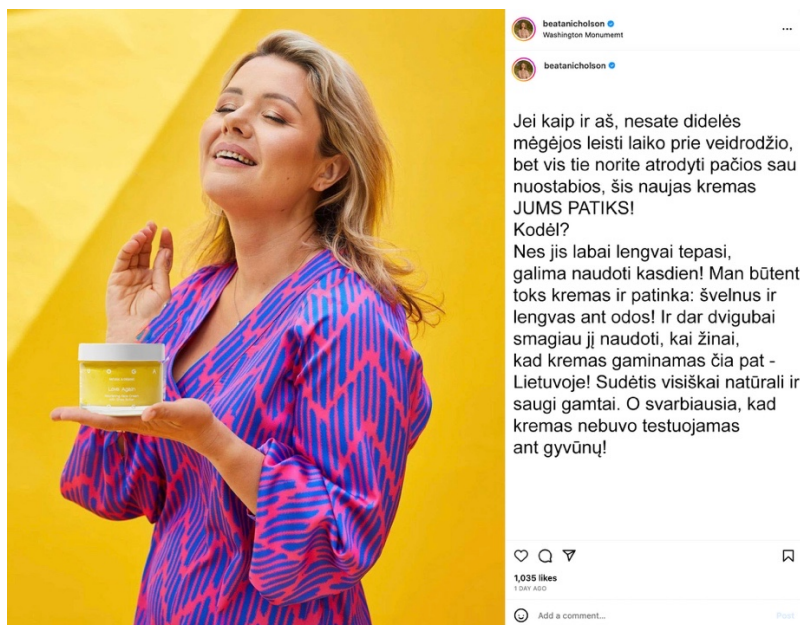 beatanicholson
Washington Monumemt
beatanicholson
Jei kaip ir aš, nesate didelės
mėgėjos leisti laiko prie veidrodžio,
bet vis tie norite atrodyti pačios sau
nuostabios, šis naujas kremas
JUMS PATIKS!
Kodėl?
Nes jis labai lengvai tepasi,
galima naudoti kasdien! Man būtent
toks kremas ir patinka: švelnus ir
lengvas ant odos! Ir dar dvigubai
smagiau jį naudoti, kai žinai,
kad kremas gaminamas čia pat -
Lietuvoje! Sudėtis visiškai natūrali ir
saugi gamtai. O svarbiausia, kad
kremas nebuvo testuojamas
ant gyvūnų!
1,035 likes
1 DAY AGO
Add a comment...
Post